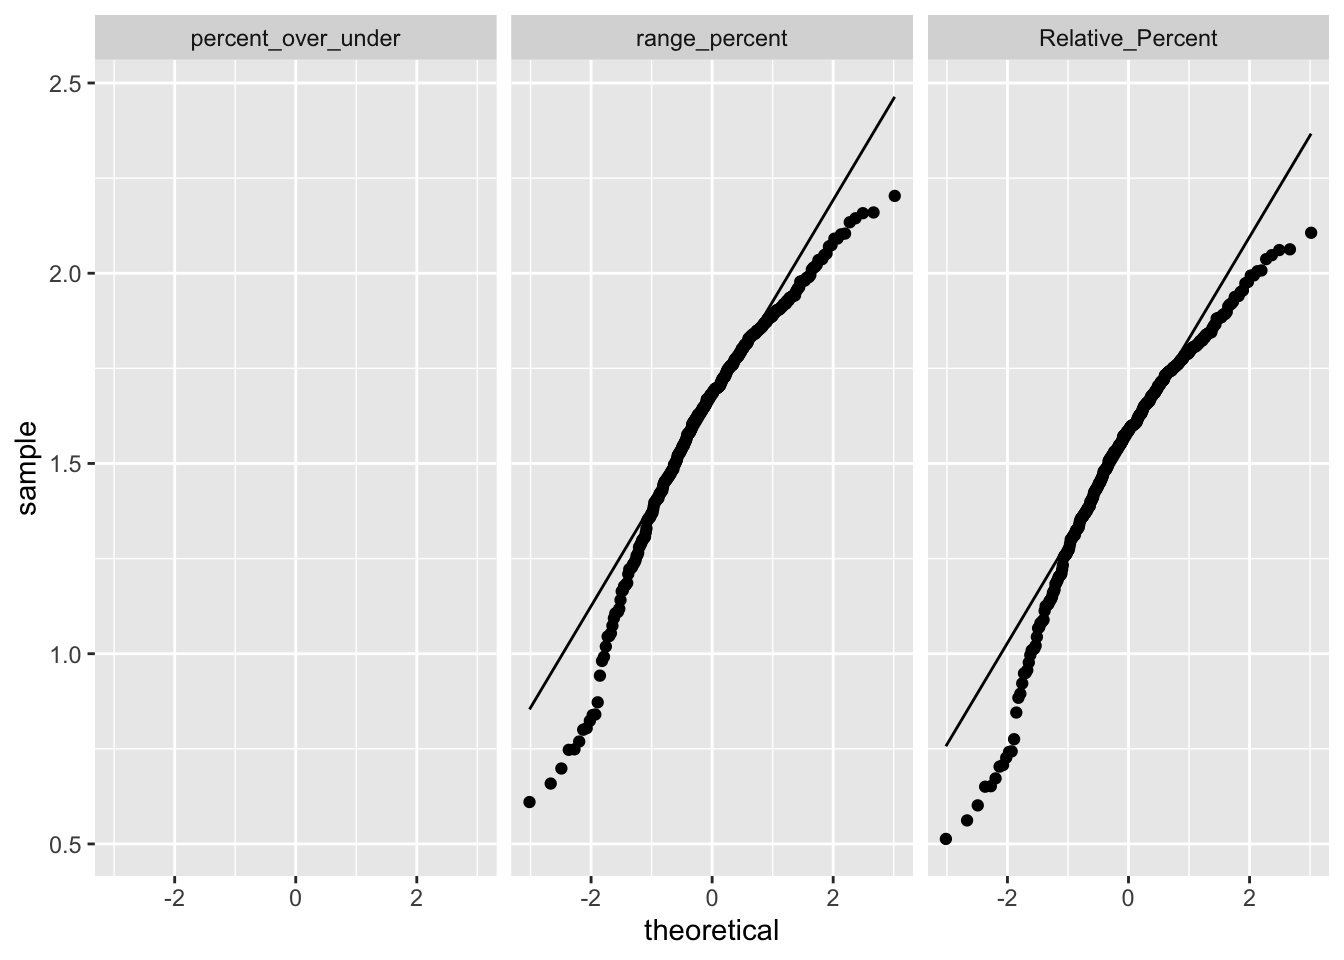 percent_over_under
range_percent
Relative_Percent
2.5
2.0
1.5
1.0
0.5
sample
-2 0 2
-2 0 2
-2 0 2
theoretical